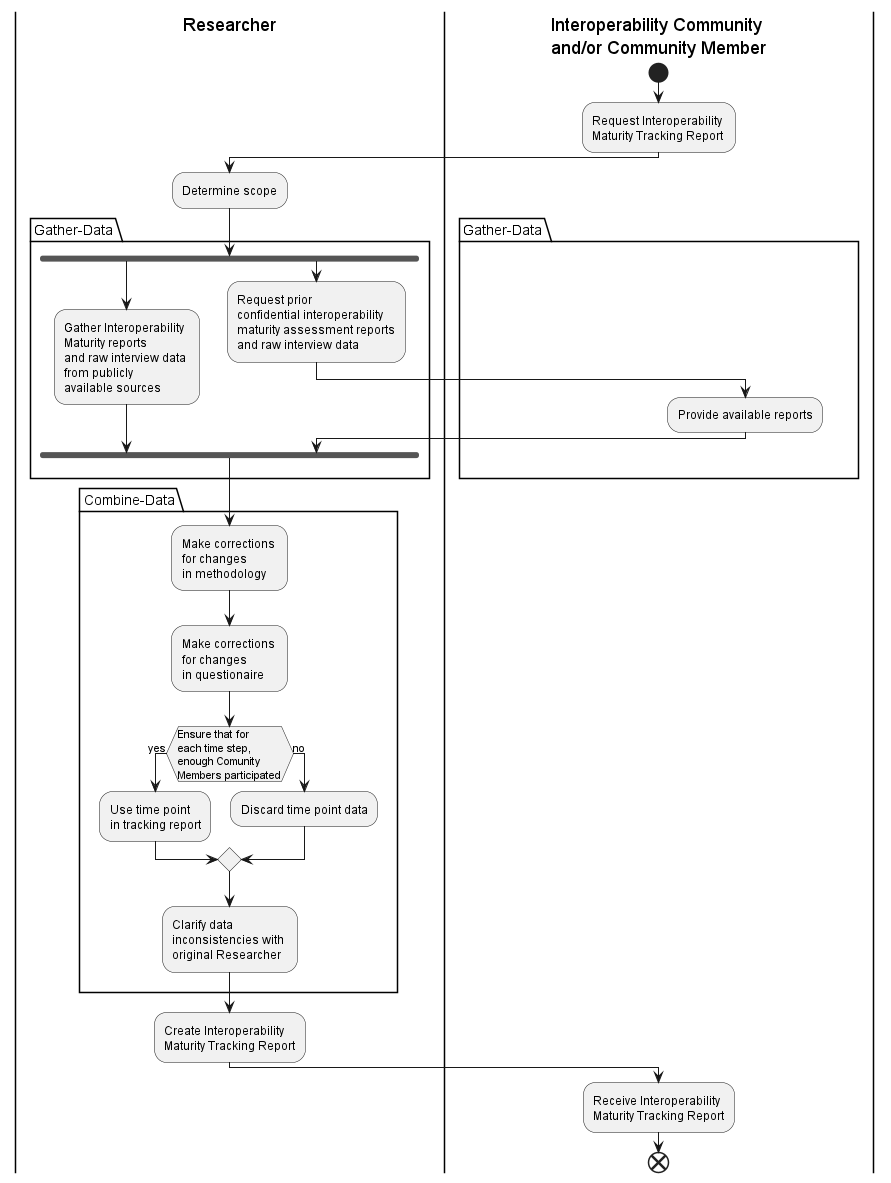 Researcher
Interoperability Community
and/or Community Member
Request Interoperability
Maturity Tracking Report
Determine scope
Gather-Data
Gather-Data
Request prior
confidential interoperability
maturity assessment reports
and raw interview data
Gather Interoperability
Maturity reports
and raw interview data
from publicly
available sources
Provide available reports
Combine-Data
Make corrections
for changes
in methodology
Make corrections
for changes
in questionaire
Ensure that for
each time step,
enough Comunity
Members participated
yes
no
Use time point
in tracking report
Discard time point data
Clarify data
inconsistencies with
original Researcher
Create Interoperability
Maturity Tracking Report
Receive Interoperability
Maturity Tracking Report